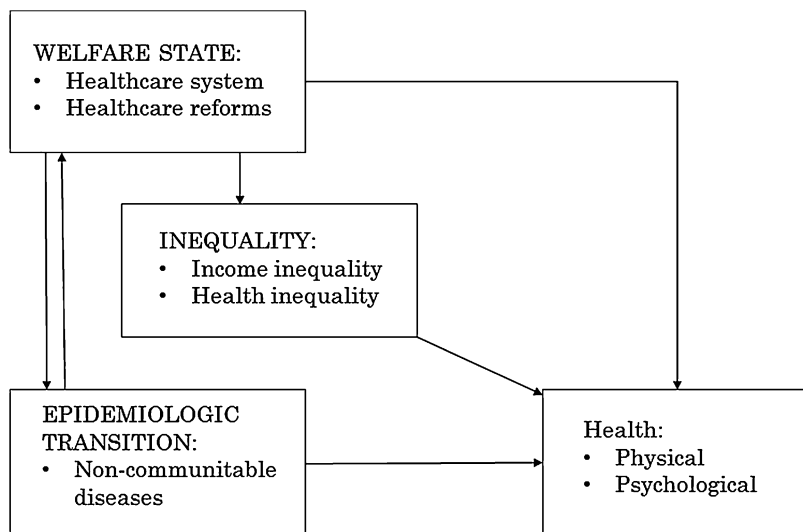 WELFARE STATE:
• Healthcare system
• Healthcare reforms
INEQUALITY:
• Income inequality
• Health inequality
EPIDEMIOLOGIC
TRANSITION:
• Non-communitable
diseases
Health:
• Physical
• Psychological